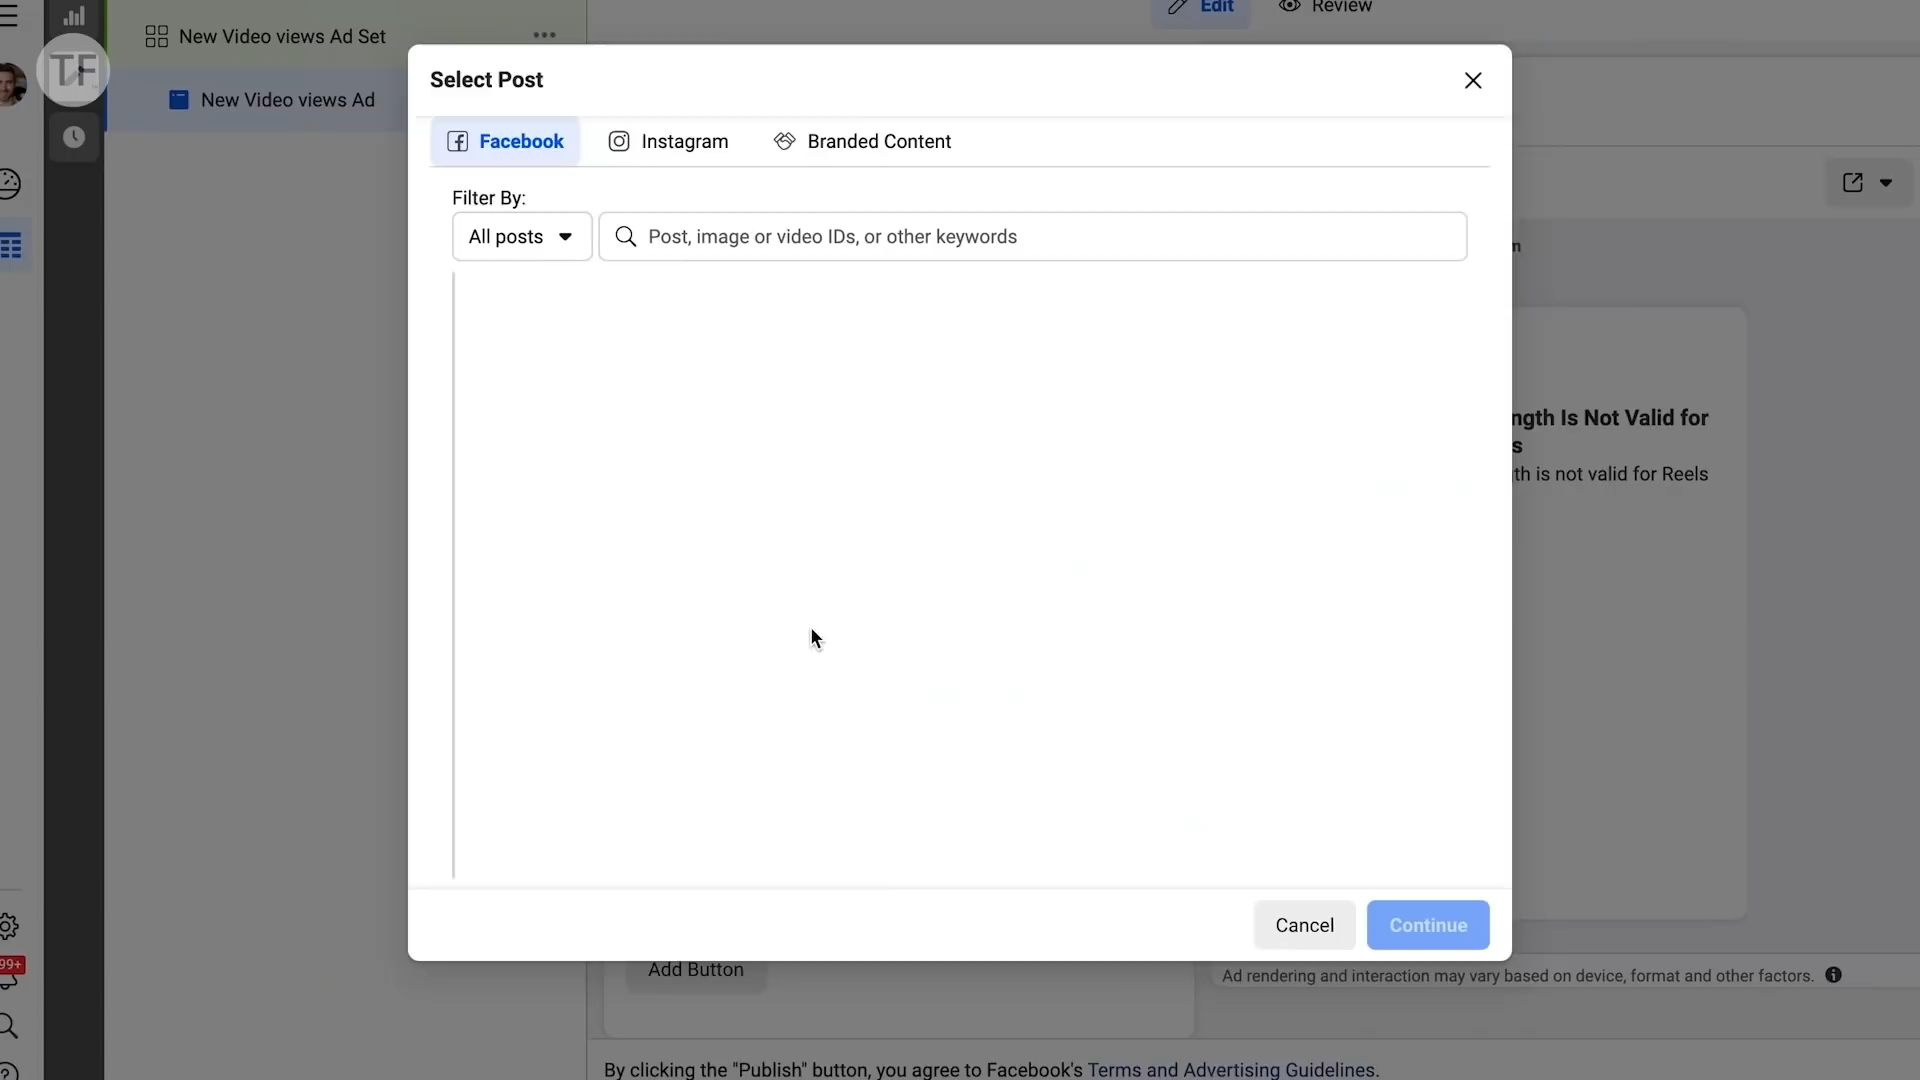 Edit
Review
New Video views Ad Set
TF
New Video views Ad
Select Post
Facebook
Instagram
Branded Content
Filter By:
All posts
Post, image or video IDs, or other keywords
Is Not Valid for
is not valid for Reels
Cancel
Continue
99+
Add Button
Ad rendering and interaction may vary based on device, format and other factors.
By clicking the "Publish" button, you agree to Facebook's Terms and Advertising Guidelines.